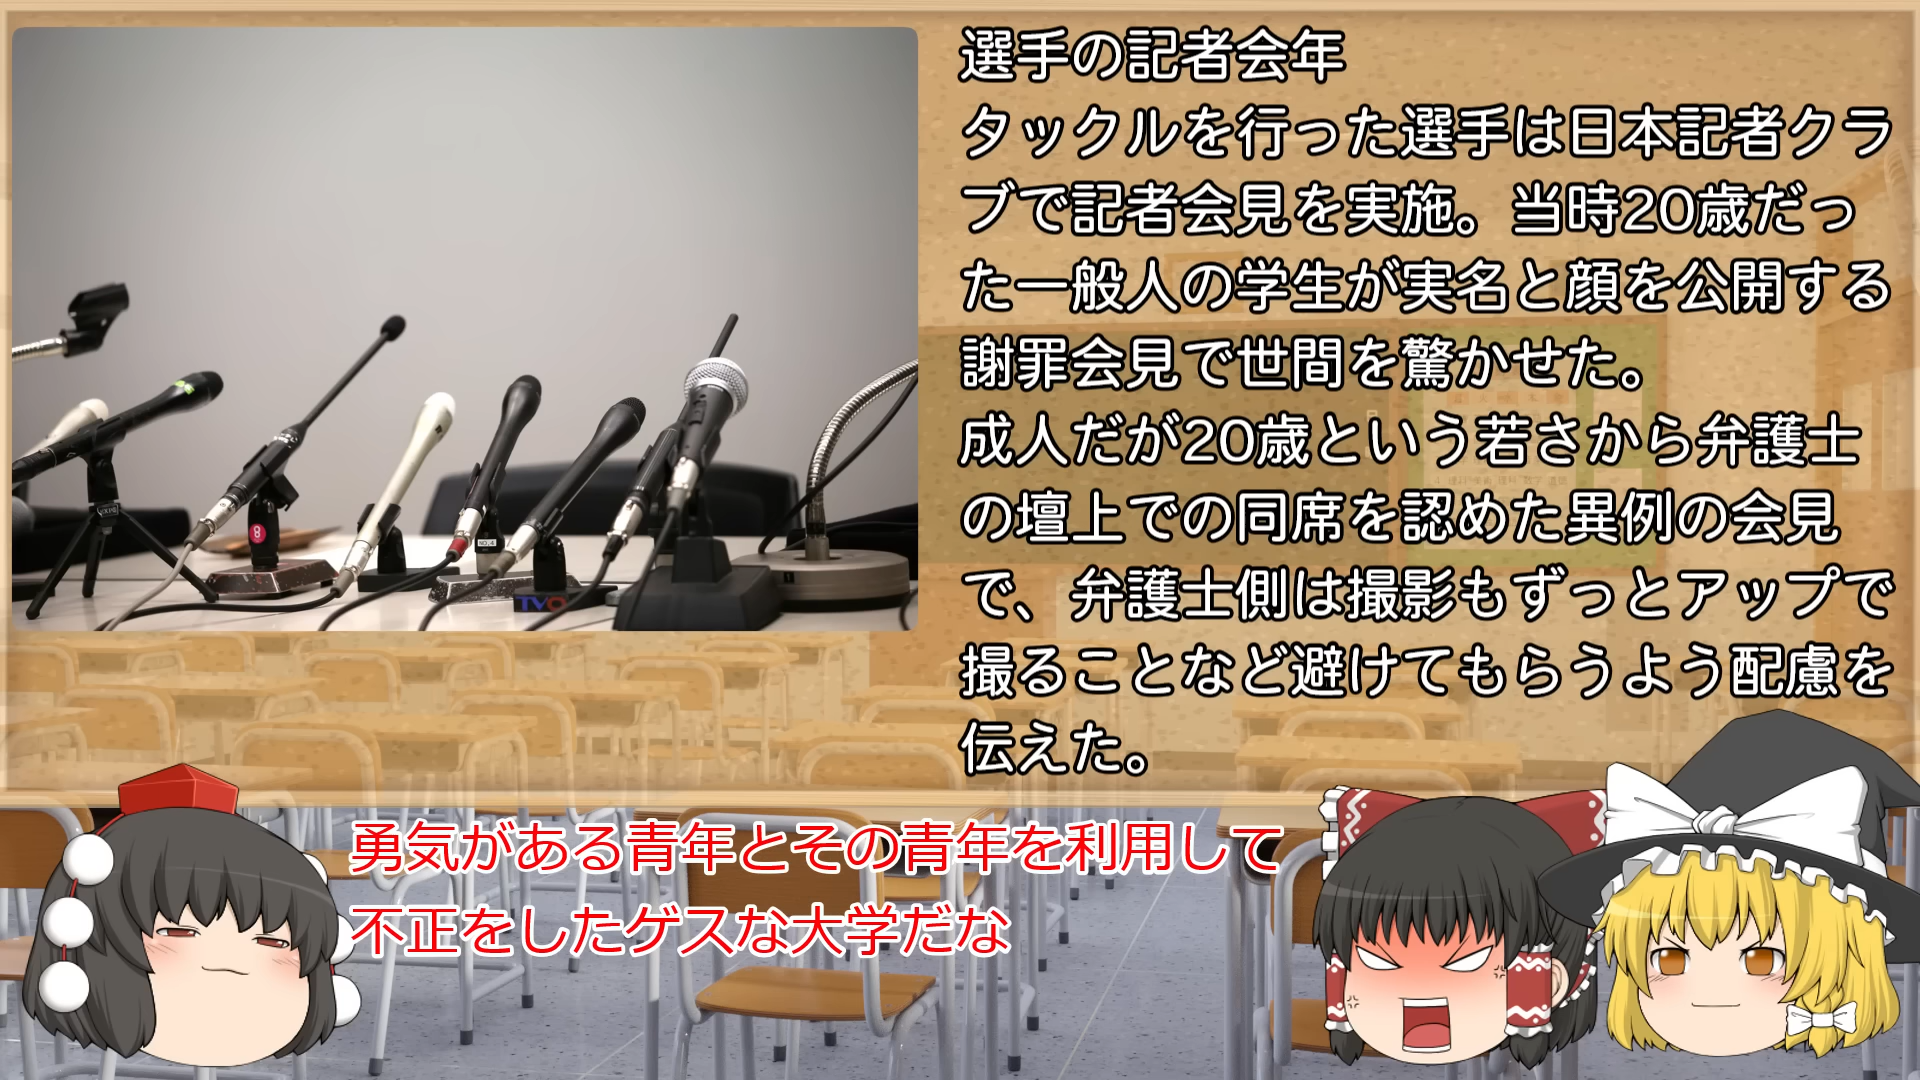 選手の記者会年
タックルを行った選手は日本記者クラ
ブで記者会見を実施。当時20歳だっ
た一般人の学生が実名と顔を公開する
謝罪会見で世間を驚かせた。
成人だが20歳という若さから弁護士
の壇上での同席を認めた異例の会見
で、弁護士側は撮影もずっとアップで
撮ることなど避けてもらうよう配慮を
伝えた。
8
NO.4
TVO
勇気がある青年とその青年を利用して
不正をしたゲスな大学だな